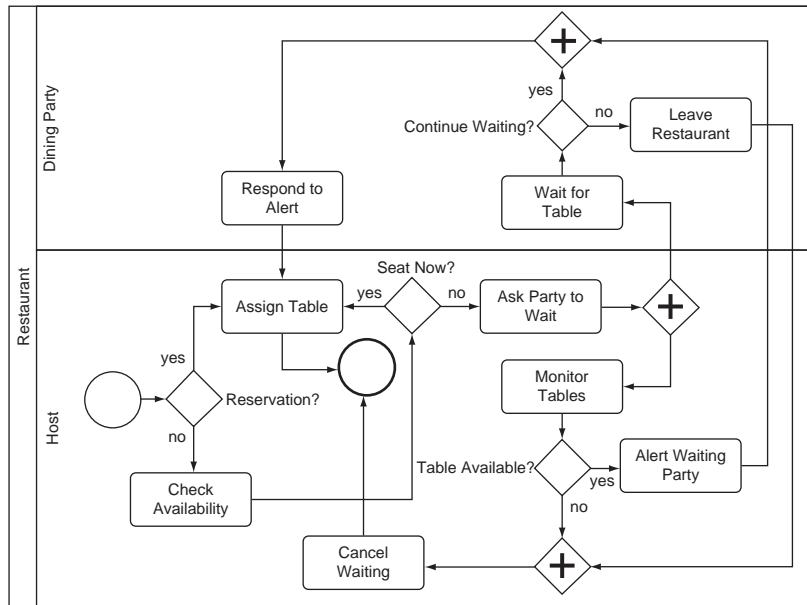 Restaurant
Dining Party
yes
Continue Waiting?
no
Leave
Restaurant
Respond to
Alert
Wait for
Table
Host
Seat Now?
Assign Table
yes
no
Ask Party to
Wait
yes
Reservation?
no
Monitor
Tables
Check
Availability
Table Available?
yes
Alert Waiting
Party
no
Cancel
Waiting